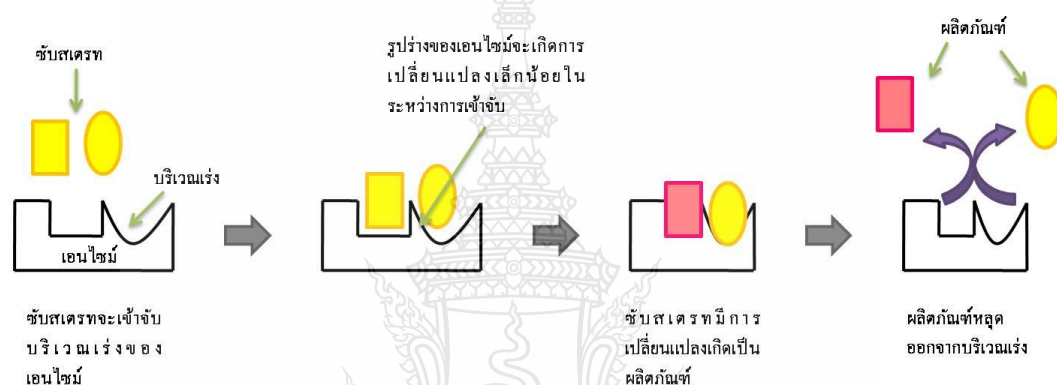 ซับสเตรท
บริเวณเร่ง
เอนไซม์
ซับสเตรทจะเข้าจับ
บริเวณเร่งของ
เอนไซม์
รูปร่างของเอนไซม์จะเกิดการ
เปลี่ยนแปลงเล็กน้อยใน
ระหว่างการเข้าจับ
ซับสเตรทมีการ
เปลี่ยนแปลงเกิดเป็น
ผลิตภัณฑ์
ผลิตภัณฑ์
ผลิตภัณฑ์หลุด
ออกจากบริเวณเร่ง